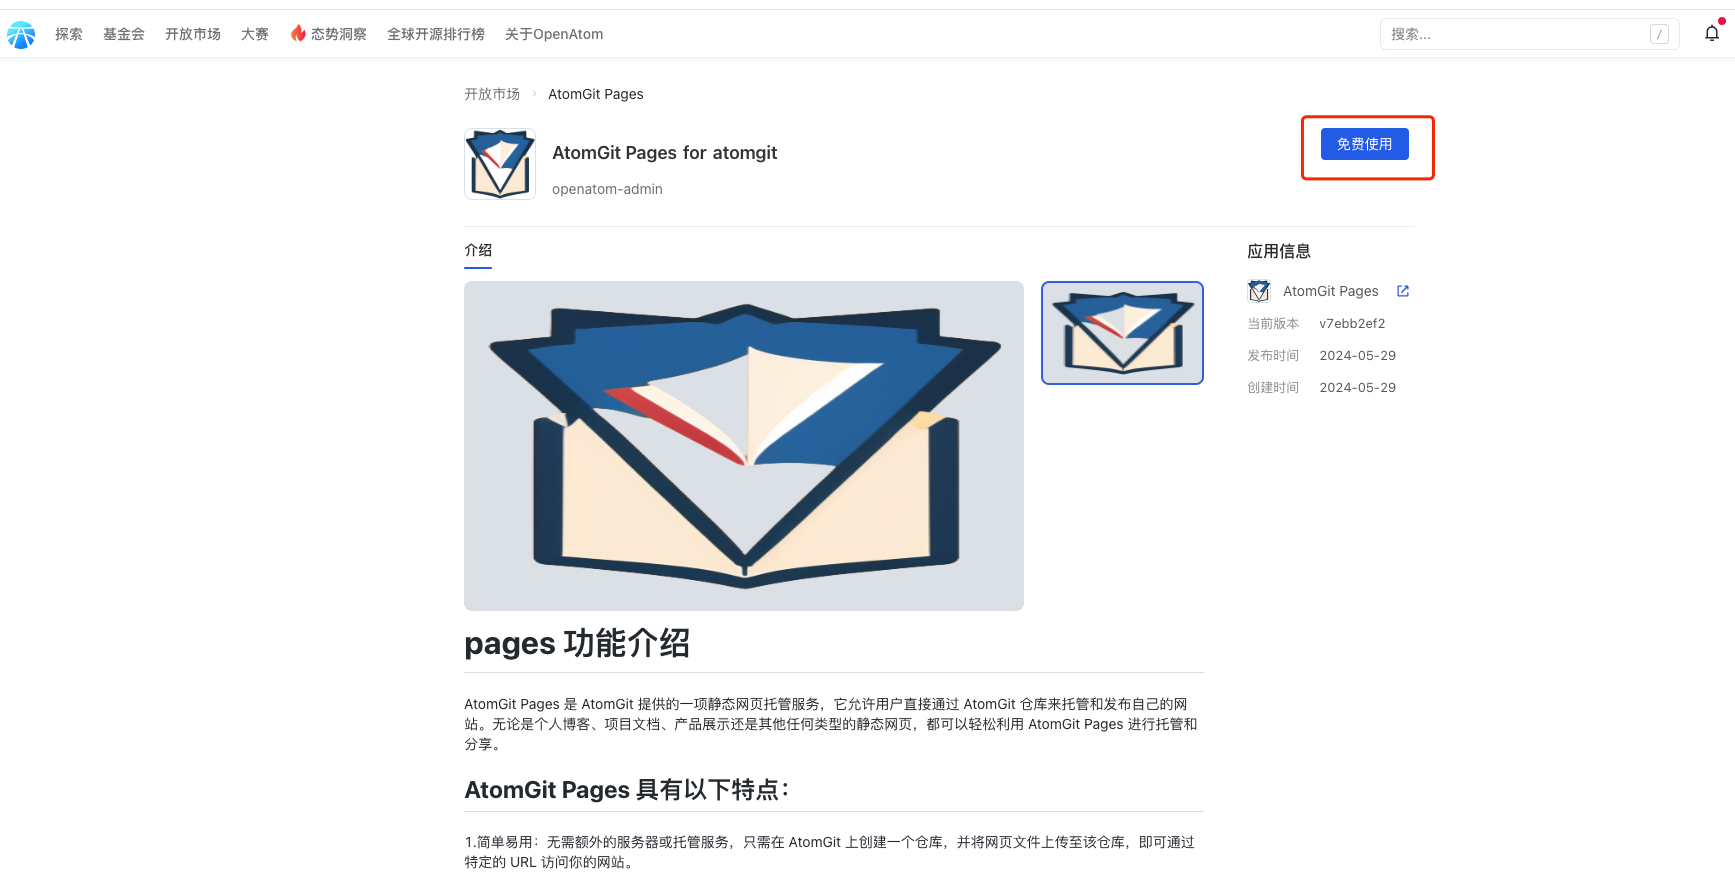 探索 基金会 开放市场 大赛 态势洞察 全球开源排行榜 关于OpenAtom 搜索... /
开放市场 › AtomGit Pages
免费使用
AtomGit Pages for atomgit
openatom-admin
介绍
应用信息
AtomGit Pages
当前版本 v7ebb2ef2
发布时间 2024-05-29
创建时间 2024-05-29
pages 功能介绍
AtomGit Pages 是 AtomGit 提供的一项静态网页托管服务，它允许用户直接通过 AtomGit 仓库来托管和发布自己的网
站。无论是个人博客、项目文档、产品展示还是其他任何类型的静态网页，都可以轻松利用 AtomGit Pages 进行托管和
分享。
AtomGit Pages 具有以下特点：
1.简单易用：无需额外的服务器或托管服务，只需在 AtomGit 上创建一个仓库，并将网页文件上传至该仓库，即可通过
特定的 URL 访问你的网站。